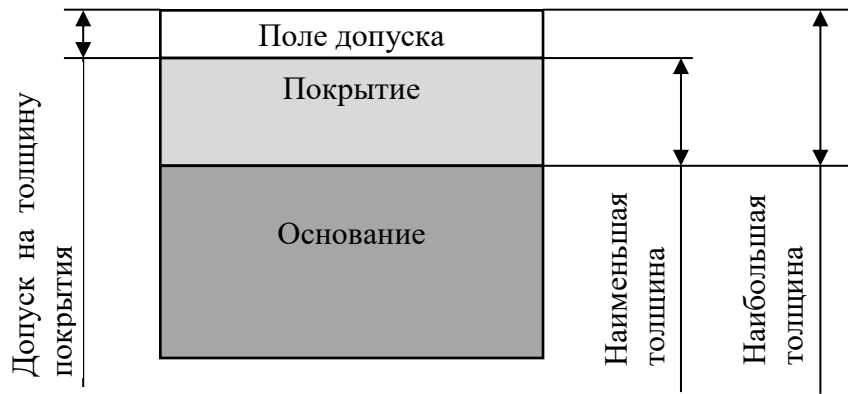 Поле допуска
Покрытие
Основание
Допуск на толщину
покрытия
Наименьшая
толщина
Наибольшая
толщина